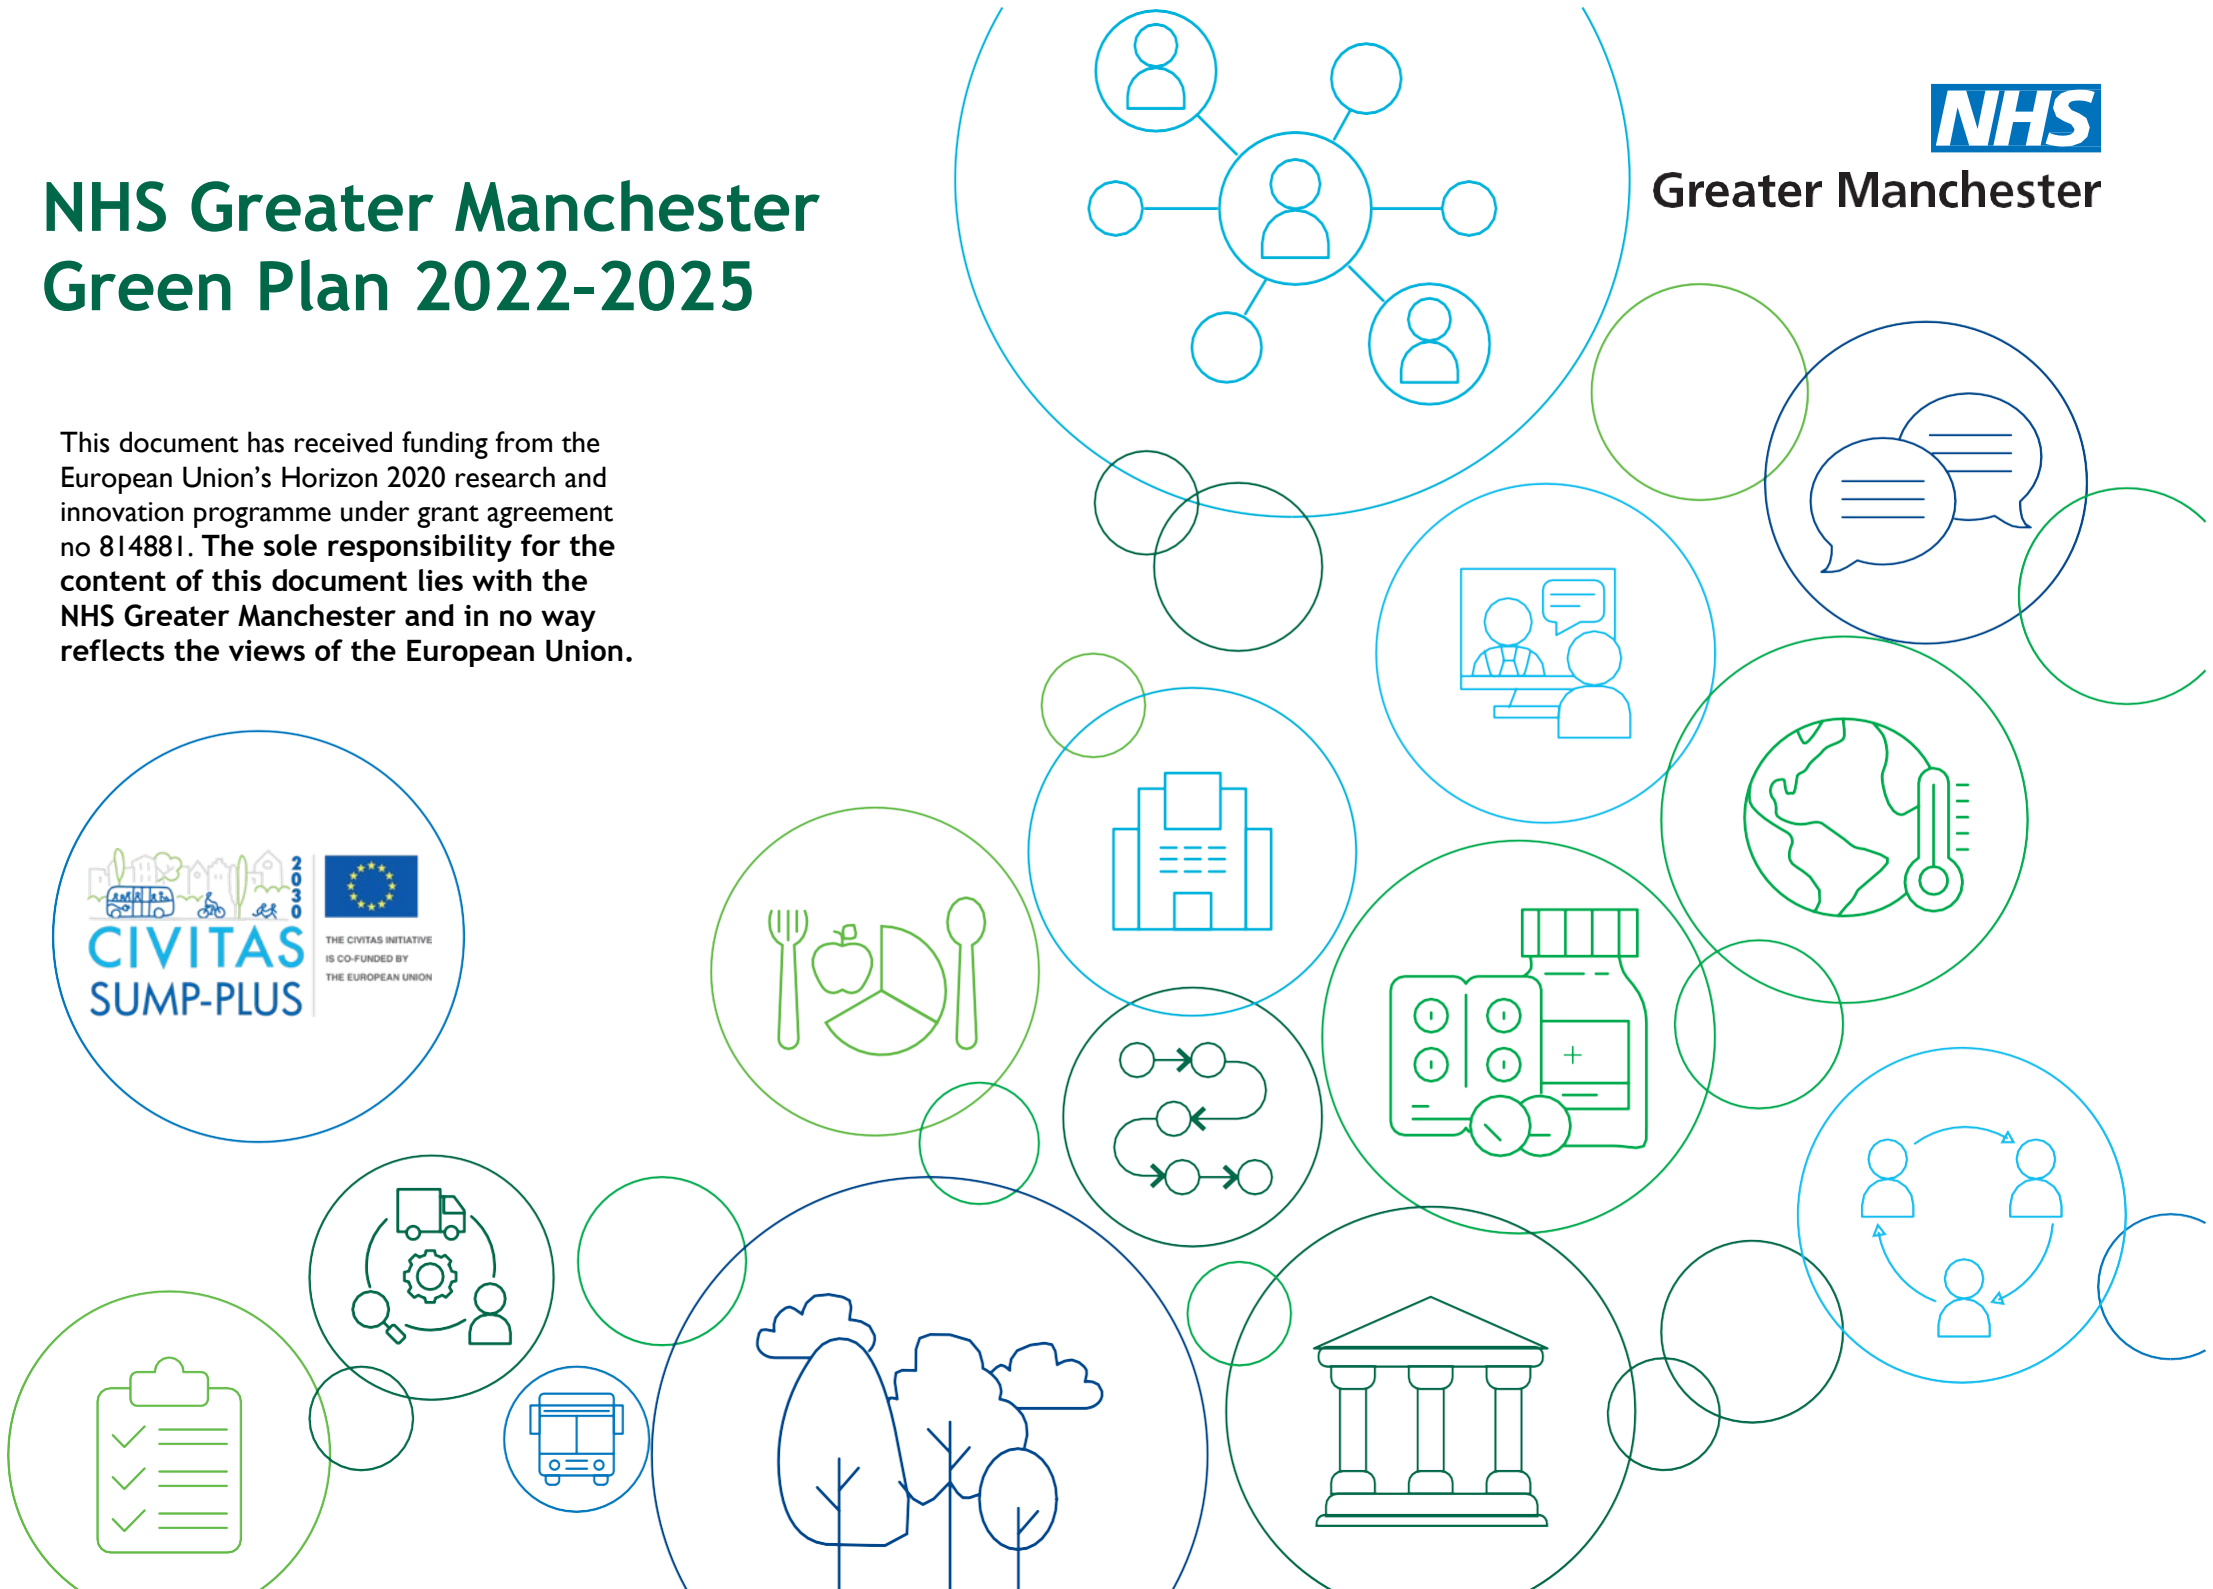 NHS
Greater Manchester
NHS Greater Manchester
Green Plan 2022-2025
This document has received funding from the
European Union’s Horizon 2020 research and
innovation programme under grant agreement
no 814881. The sole responsibility for the
content of this document lies with the
NHS Greater Manchester and in no way
reflects the views of the European Union.
2030
CIVITAS
SUMP-PLUS
THE CIVITAS INITIATIVE
IS CO-FUNDED BY
THE EUROPEAN UNION